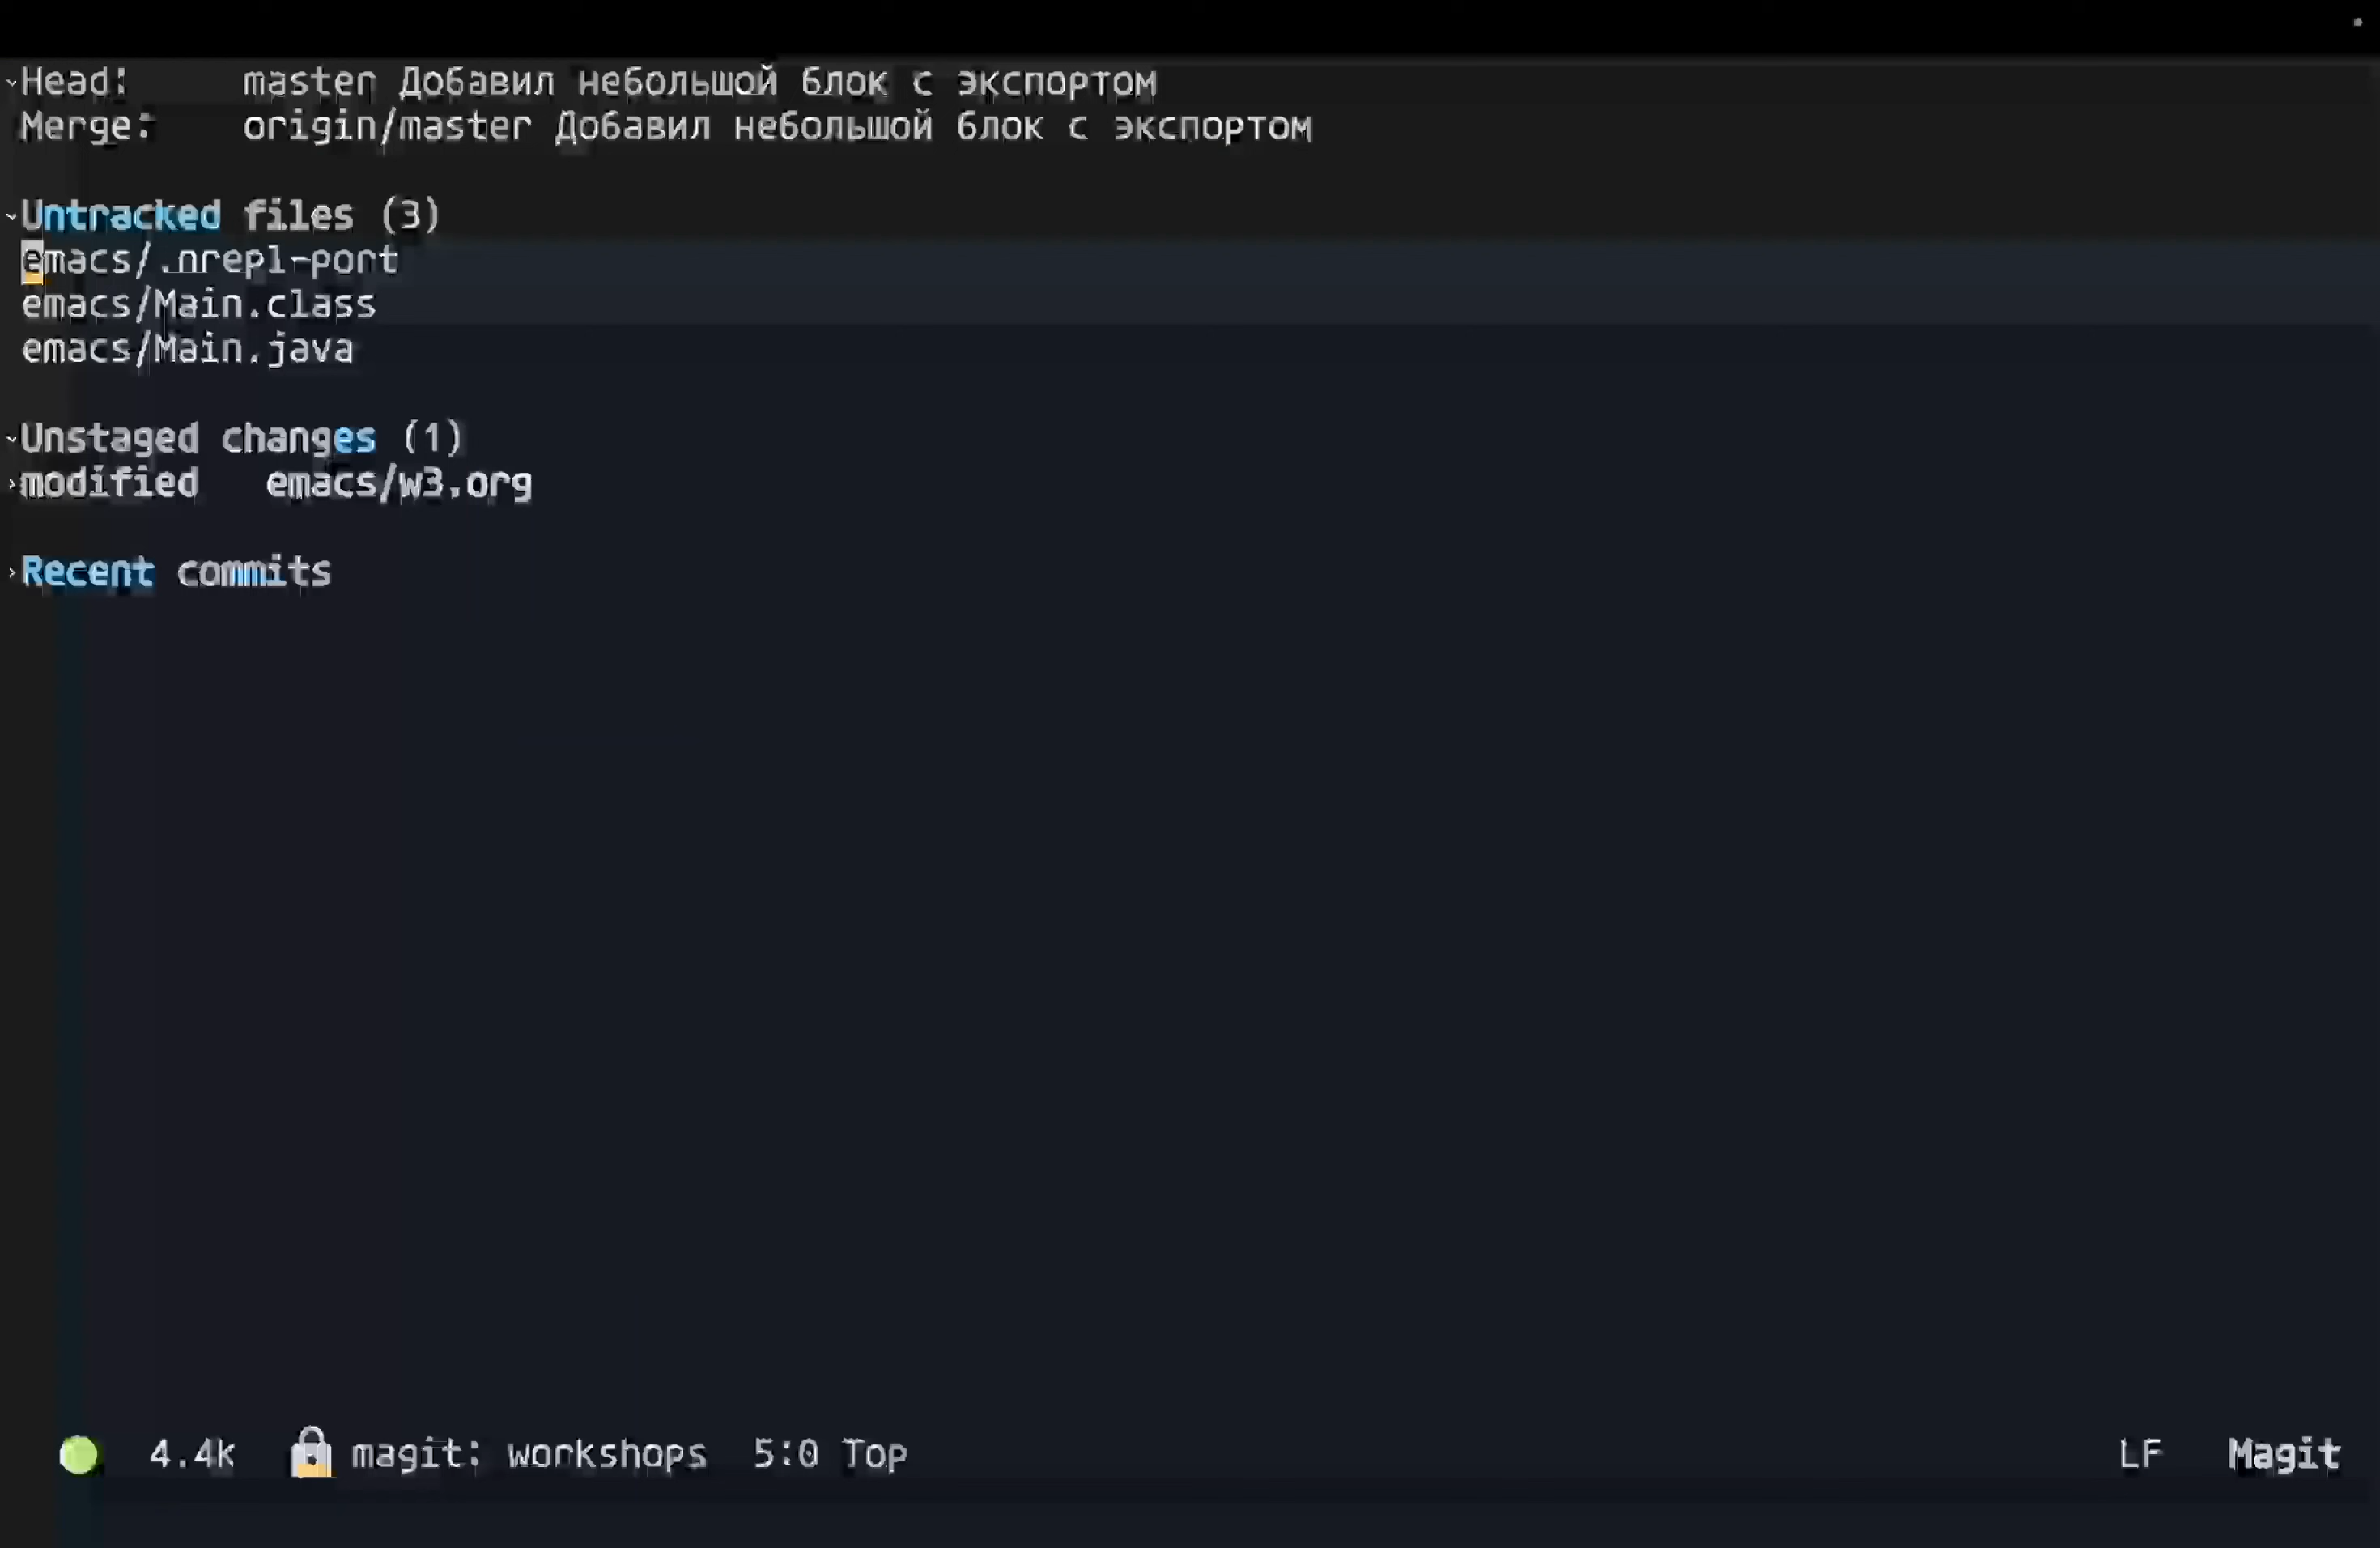 Head: master Добавил небольшой блок с экспортом
Merge: origin/master Добавил небольшой блок с экспортом
Untracked files (3)
emacs/.nrepl-port
emacs/Main.class
emacs/Main.java
Unstaged changes (1)
modified emacs/w3.org
Recent commits
4.4k magit: workshops 5:0 Top LF Magit